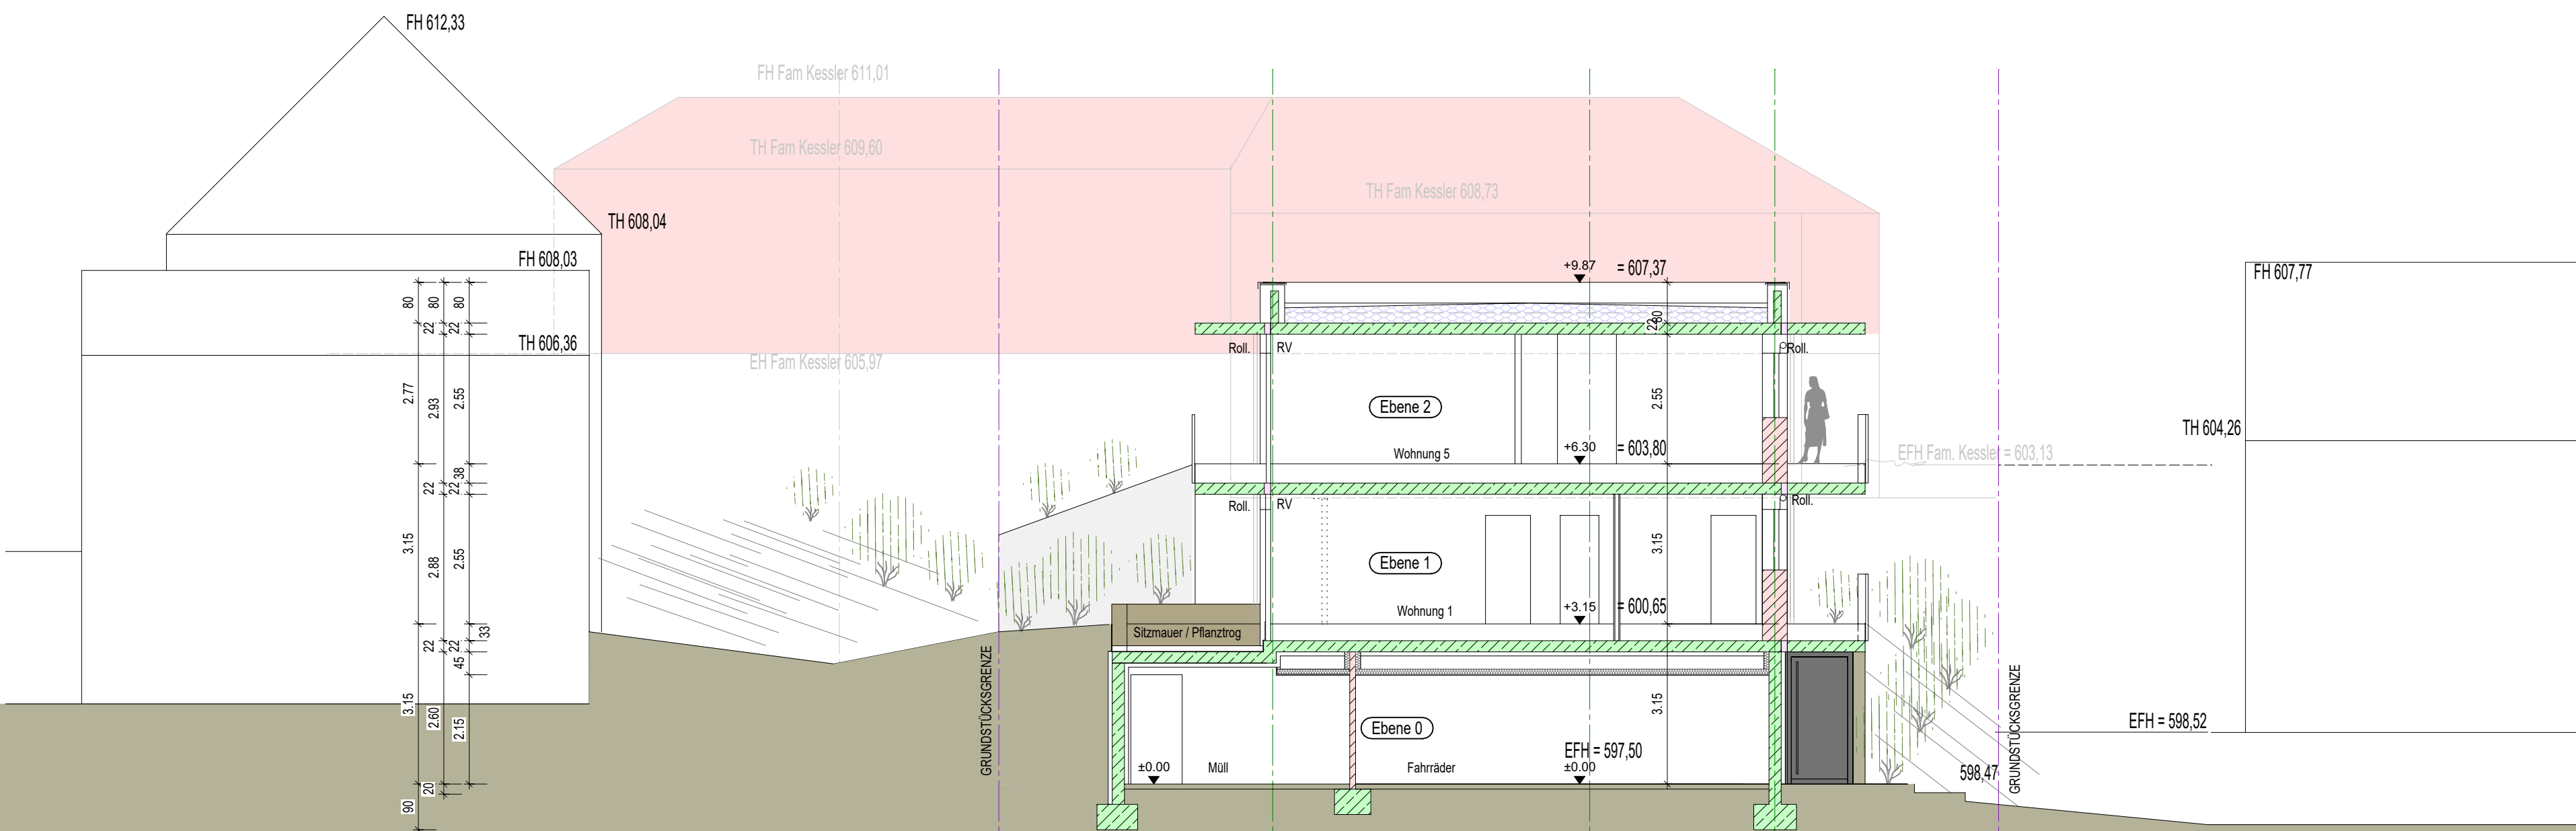 FH 612,33
FH Fam Kessler 611,01
TH Fam Kessler 609,60
TH Fam Kessler 608,73
TH 608,04
FH 608,03
+9.87 = 607,37
FH 607,77
80 80 80
22 22
22 80
TH 606,36
EH Fam Kessler 605,97
Roll. RV Roll.
2.77 2.93 2.55
2.55
Ebene 2
TH 604,26
Wohnung 5
+6.30 = 603,80
EFH Fam. Kessler = 603,13
38
22 22
Roll. RV Roll.
3.15 2.88 2.55
3.15
Ebene 1
Wohnung 1
+3.15 = 600,65
33
22 22
45
Sitzmauer / Pflanztrog
GRUNDSTÜCKSGRENZE
GRUNDSTÜCKSGRENZE
3.15 2.60 2.15
3.15
Ebene 0
EFH = 598,52
EFH = 597,50
±0.00 Müll Fahrräder ±0.00
598,47
20
90